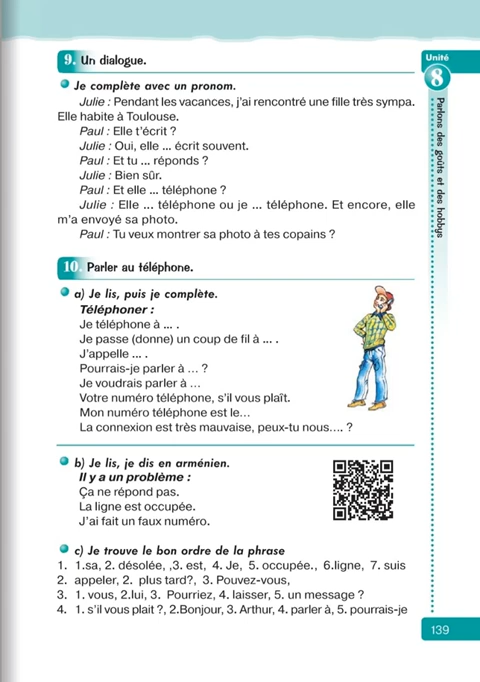 9. Un dialogue.
Je complète avec un pronom.
Julie : Pendant les vacances, j'ai rencontré une fille très sympa.
Elle habite à Toulouse.
Paul : Elle t'écrit ?
Julie : Oui, elle ... écrit souvent.
Paul : Et tu ... réponds ?
Julie : Bien sûr.
Paul : Et elle ... téléphone ?
Julie : Elle ... téléphone ou je ... téléphone. Et encore, elle
m'a envoyé sa photo.
Paul : Tu veux montrer sa photo à tes copains ?
10. Parler au téléphone.
a) Je lis, puis je complète.
Téléphoner :
Je téléphone à ... .
Je passe (donne) un coup de fil à ... .
J'appelle ... .
Pourrais-je parler à ... ?
Je voudrais parler à ...
Votre numéro téléphone, s'il vous plaît.
Mon numéro téléphone est le...
La connexion est très mauvaise, peux-tu nous.... ?
b) Je lis, je dis en arménien.
Il y a un problème :
Ça ne répond pas.
La ligne est occupée.
J'ai fait un faux numéro.
c) Je trouve le bon ordre de la phrase
1. 1.sa, 2. désolée, ,3. est, 4. Je, 5. occupée., 6.ligne, 7. suis
2. appeler, 2. plus tard?, 3. Pouvez-vous,
3. 1. vous, 2.lui, 3. Pourriez, 4. laisser, 5. un message ?
4. 1. s'il vous plait ?, 2.Bonjour, 3. Arthur, 4. parler à, 5. pourrais-je
Unité
8
Parlons des goûts et des hobbys
139